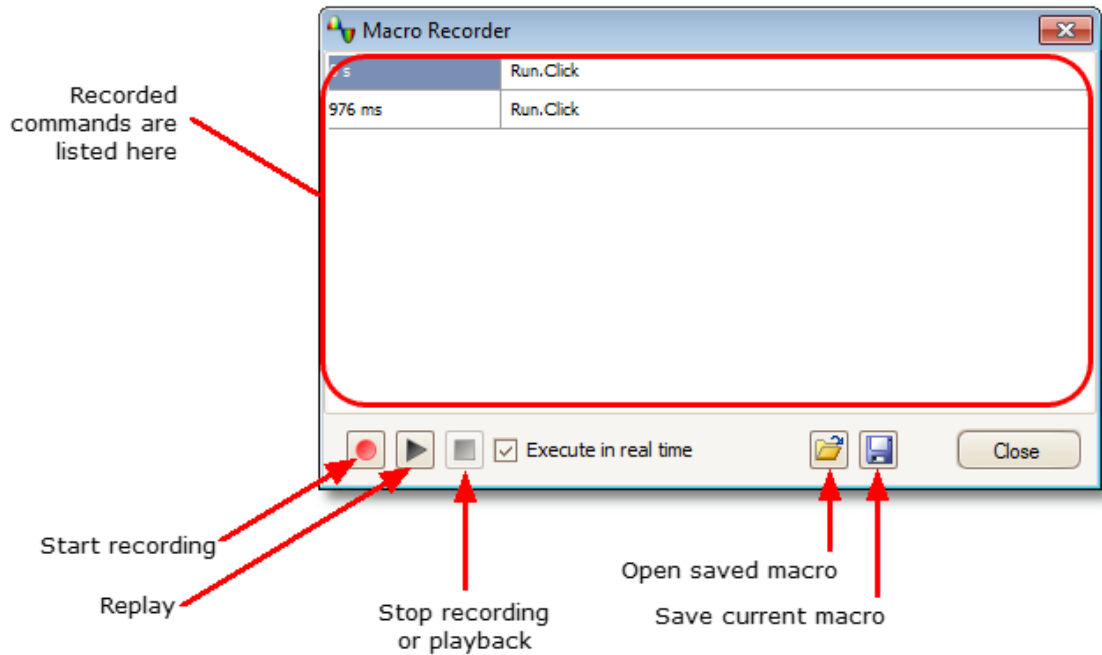 Macro Recorder
s
Run.Click
976 ms
Run.Click
Recorded
commands are
listed here
Execute in real time
Close
Start recording
Replay
Stop recording
or playback
Open saved macro
Save current macro